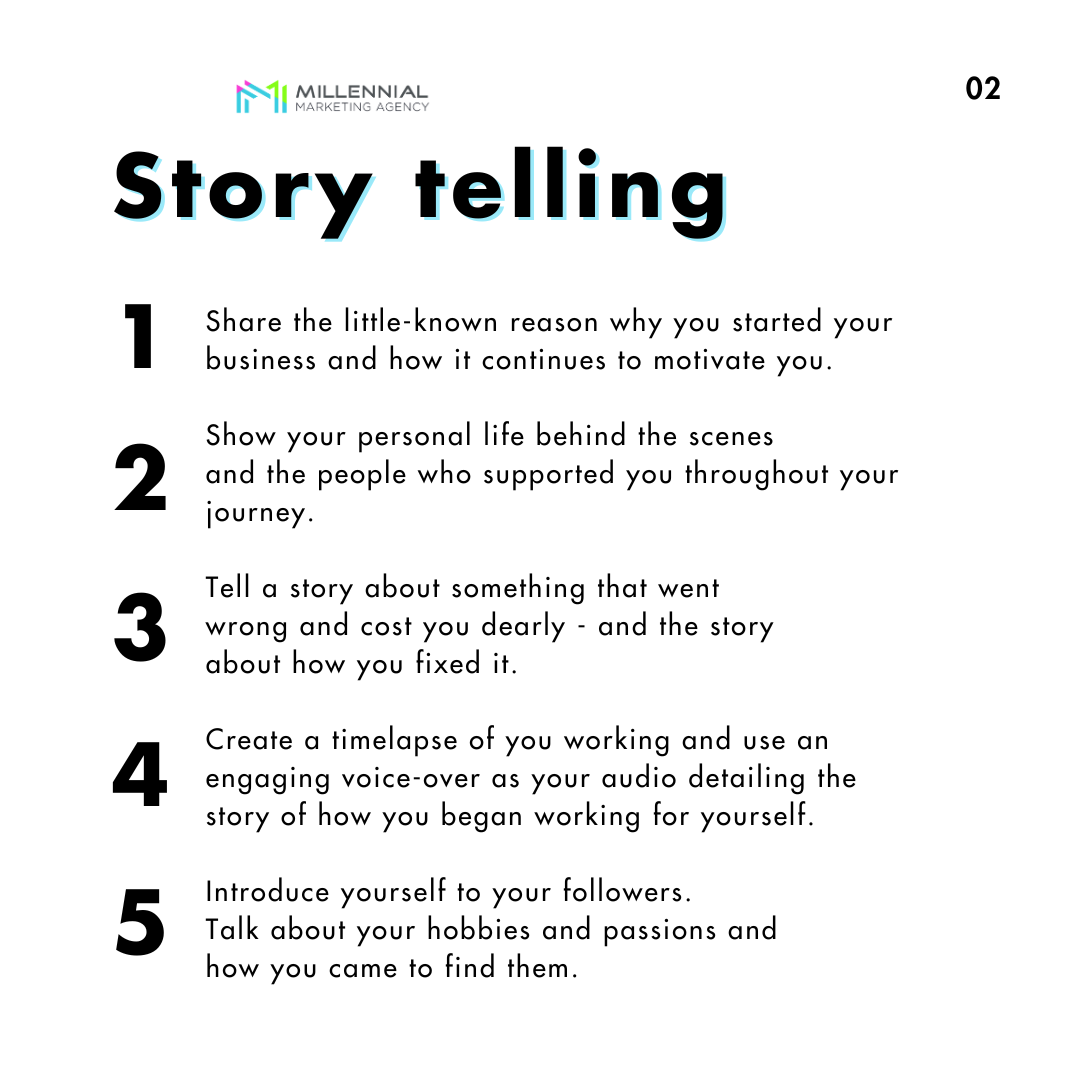 MILLENNIAL
MARKETING AGENCY
02
Story telling
1
Share the little-known reason why you started your
business and how it continues to motivate you.
2
Show your personal life behind the scenes
and the people who supported you throughout your
journey.
3
Tell a story about something that went
wrong and cost you dearly - and the story
about how you fixed it.
4
Create a timelapse of you working and use an
engaging voice-over as your audio detailing the
story of how you began working for yourself.
5
Introduce yourself to your followers.
Talk about your hobbies and passions and
how you came to find them.